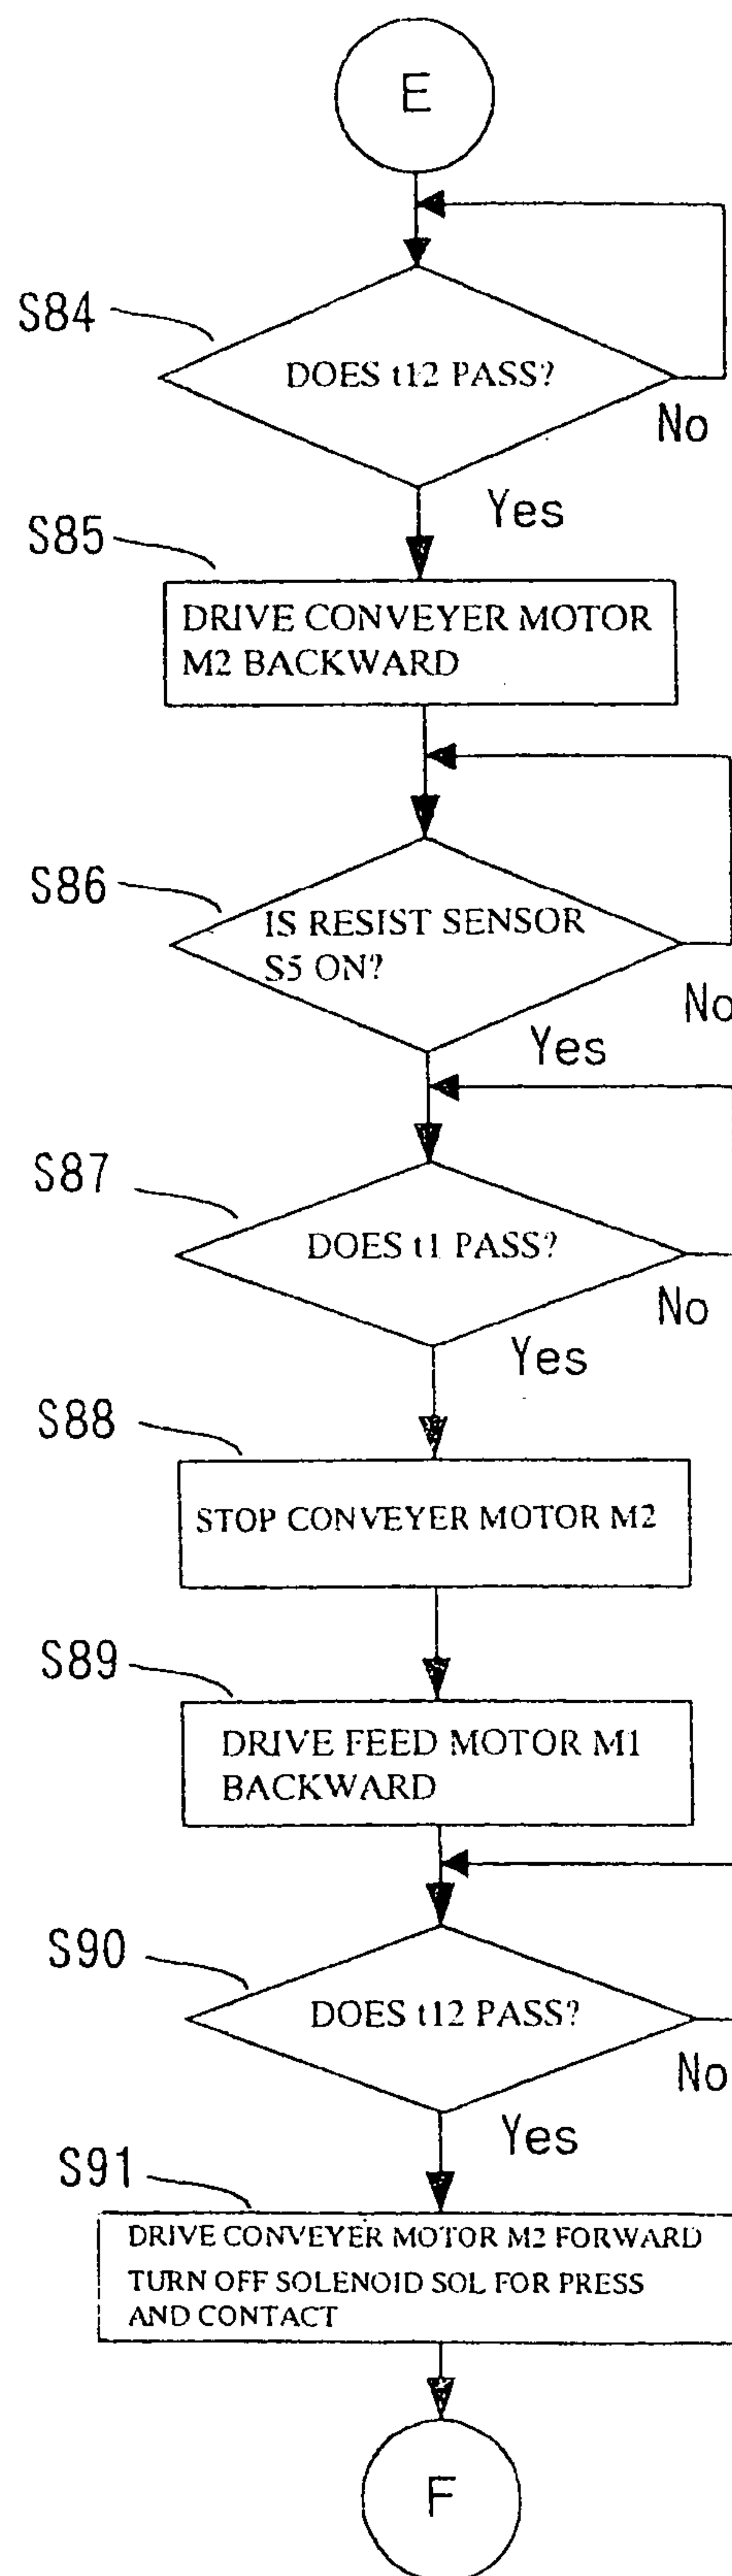 E
S84
DOES t12 PASS?
No
Yes
S85
DRIVE CONVEYER MOTOR
M2 BACKWARD
S86
IS RESIST SENSOR
S5 ON?
No
Yes
S87
DOES t1 PASS?
No
Yes
S88
STOP CONVEYER MOTOR M2
S89
DRIVE FEED MOTOR M1
BACKWARD
S90
DOES t12 PASS?
No
Yes
S91
DRIVE CONVEYER MOTOR M2 FORWARD
TURN OFF SOLENOID SOL FOR PRESS
AND CONTACT
F